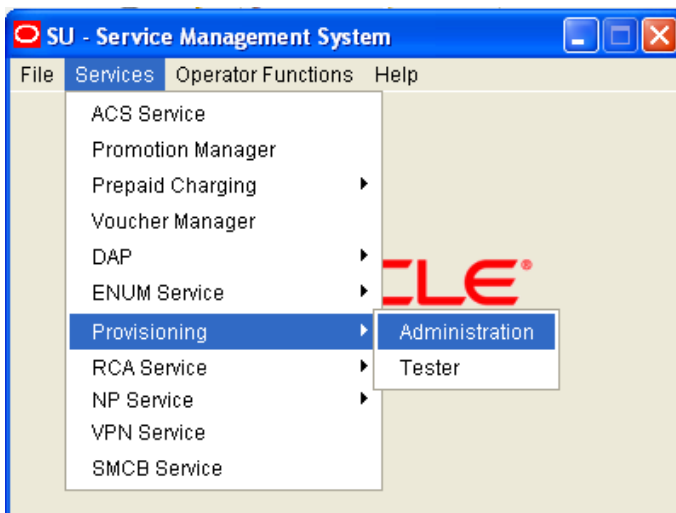 SU - Service Management System
File Services Operator Functions Help
ACS Service
Promotion Manager
Prepaid Charging
Voucher Manager
DAP
ENUM Service
Provisioning
Administration
RCA Service
Tester
NP Service
VPN Service
SMCB Service